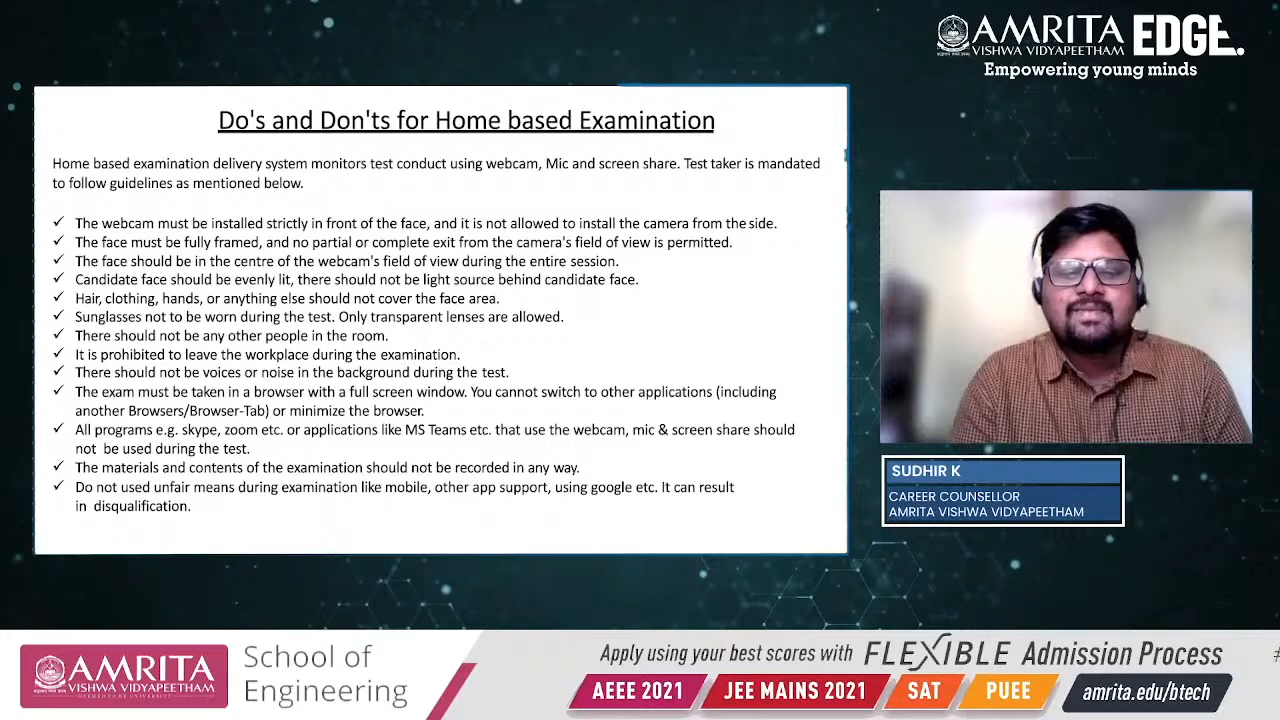 AMRITA
VISHWA VIDYAPEETHAM
EDGE.
Empowering young minds
Do's and Don'ts for Home based Examination
Home based examination delivery system monitors test conduct using webcam, Mic and screen share. Test taker is mandated
to follow guidelines as mentioned below.
✓ The webcam must be installed strictly in front of the face, and it is not allowed to install the camera from the side.
✓ The face must be fully framed, and no partial or complete exit from the camera's field of view is permitted.
✓ The face should be in the centre of the webcam's field of view during the entire session.
✓ Candidate face should be evenly lit, there should not be light source behind candidate face.
✓ Hair, clothing, hands, or anything else should not cover the face area.
✓ Sunglasses not to be worn during the test. Only transparent lenses are allowed.
✓ There should not be any other people in the room.
✓ It is prohibited to leave the workplace during the examination.
✓ There should not be voices or noise in the background during the test.
✓ The exam must be taken in a browser with a full screen window. You cannot switch to other applications (including
another Browsers/Browser-Tab) or minimize the browser.
✓ All programs e.g. skype, zoom etc. or applications like MS Teams etc. that use the webcam, mic & screen share should
not be used during the test.
✓ The materials and contents of the examination should not be recorded in any way.
✓ Do not used unfair means during examination like mobile, other app support, using google etc. It can result
in disqualification.
SUDHIR K
CAREER COUNSELLOR
AMRITA VISHWA VIDYAPEETHAM
AMRITA
VISHWA VIDYAPEETHAM
School of
Engineering
Apply using your best scores with FLEXIBLE Admission Process #
AEEE 2021 JEE MAINS 2021 SAT PUEE amrita.edu/btech